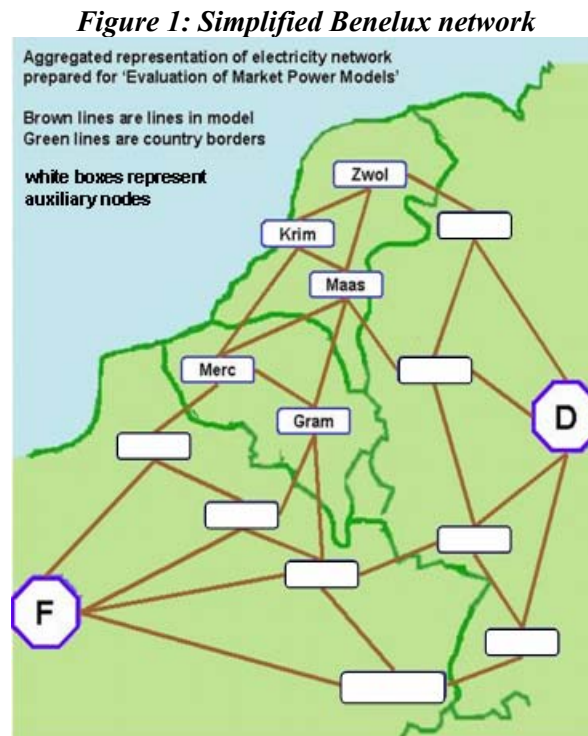 Figure 1: Simplified Benelux network
Aggregated representation of electricity network
prepared for 'Evaluation of Market Power Models'
Brown lines are lines in model
Green lines are country borders
white boxes represent
auxiliary nodes
Zwol
Krim
Maas
Merc
Gram
D
F